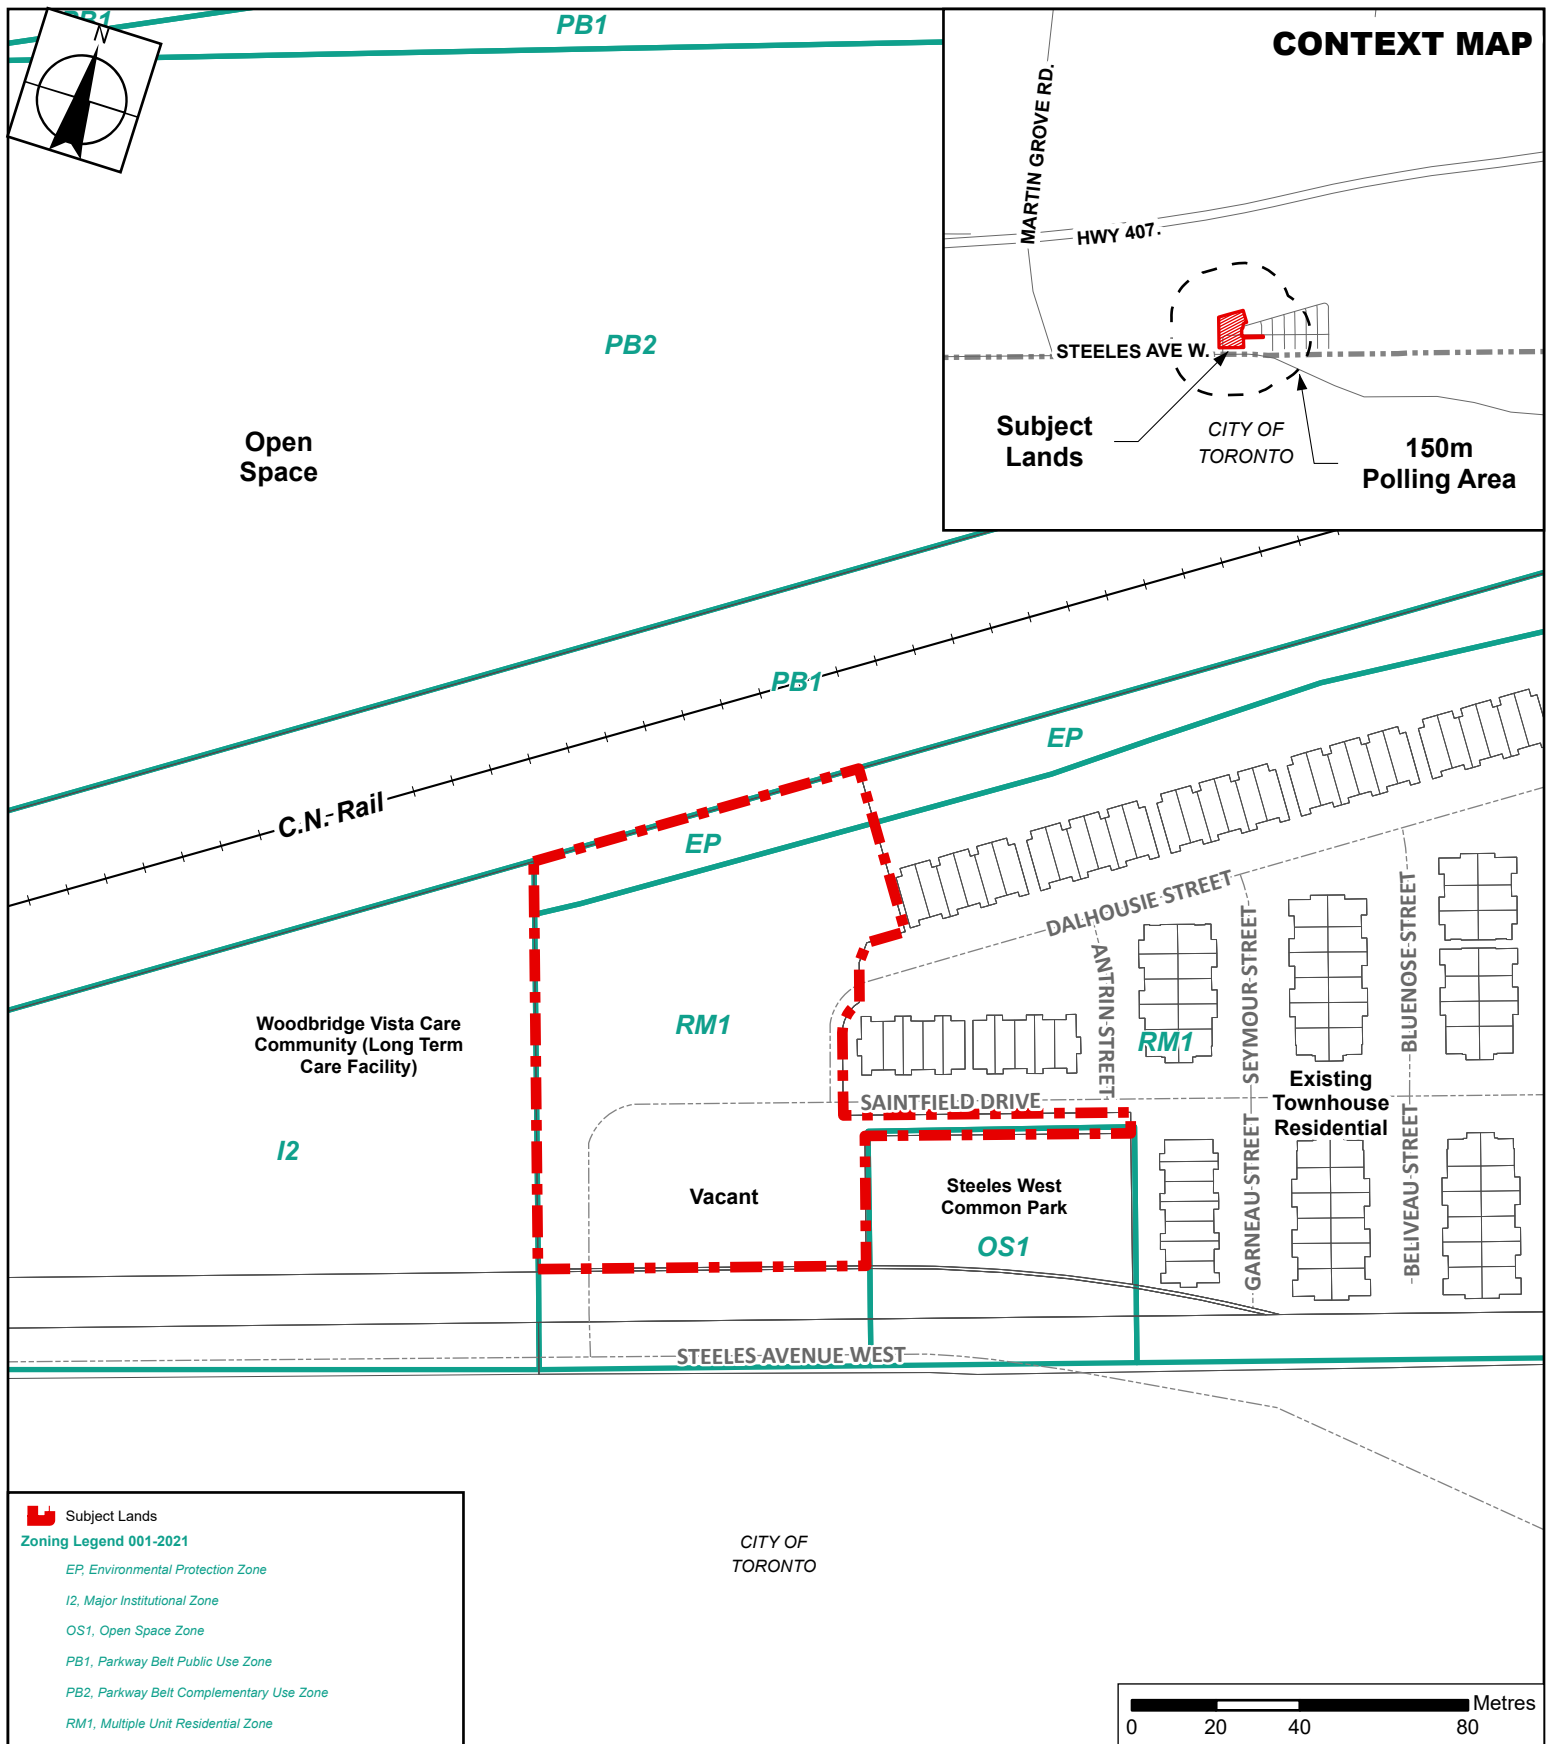 PB1
N
PB1
CONTEXT MAP
MARTIN GROVE RD.
HWY 407.
STEELES AVE W.
Subject
Lands
CITY OF
TORONTO
150m
Polling Area
PB2
Open
Space
PB1
C.N. Rail
EP
EP
DALHOUSIE STREET
ANTRIN STREET
SEYMOUR STREET
BLUENOSE STREET
Woodbridge Vista Care
Community (Long Term
Care Facility)
RM1
RM1
Existing
Townhouse
Residential
SAINTFIELD DRIVE
I2
Vacant
Steeles West
Common Park
OS1
GARNEAU STREET
BELIVEAU STREET
STEELES AVENUE WEST
CITY OF
TORONTO
Subject Lands
Zoning Legend 001-2021
EP, Environmental Protection Zone
I2, Major Institutional Zone
OS1, Open Space Zone
PB1, Parkway Belt Public Use Zone
PB2, Parkway Belt Complementary Use Zone
RM1, Multiple Unit Residential Zone
Metres
0 20 40 80